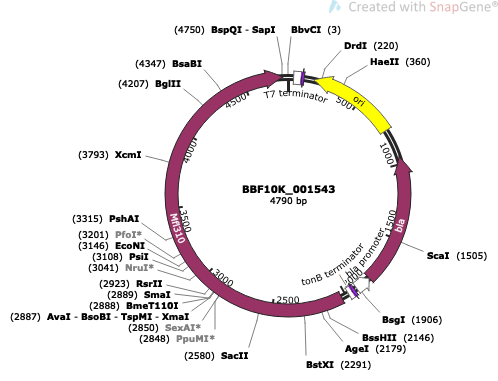 Created with SnapGene®
(4750) BspQI - SapI
BbvCI (3)
DrdI (220)
HaeII (360)
(4347) BsaBI
(4207) BglII
T7 terminator
ori
500
1000
1500
2500
3000
3500
4000
4500
(3793) XcmI
BBF10K_001543
4790 bp
(3315) PshAI
(3201) PfoI*
(3146) EcoNI
(3108) PsiI
(3041) NruI*
(2923) RsrII
(2889) SmaI
(2888) BmeT110I
(2887) AvaI - BsoBI - TspMI - XmaI
(2850) SexAI*
(2848) PpuMI*
(2580) SacII
Mfl310
bla
tonB terminator
bla promoter
ScaI (1505)
BsgI (1906)
BssHII (2146)
AgeI (2179)
BstXI (2291)